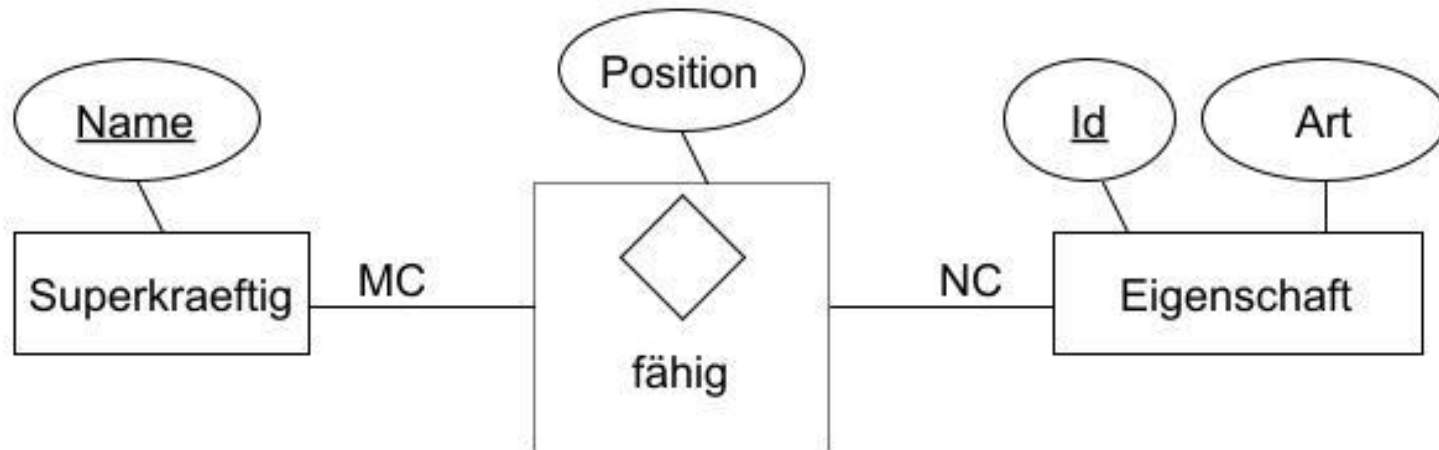 Position
Name
Id
Art
Superkraeftig
MC
NC
Eigenschaft
fähig